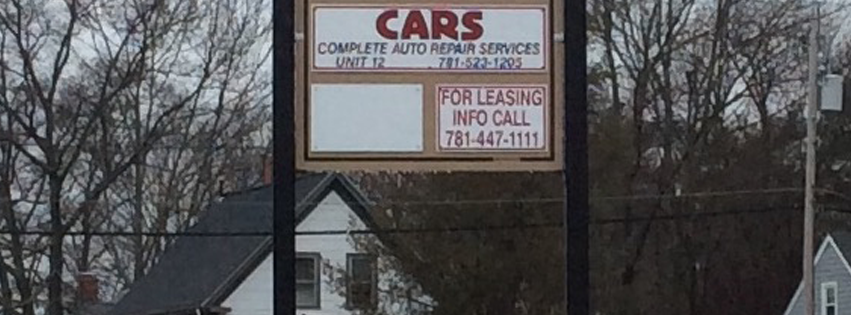 CARS
COMPLETE AUTO REPAIR SERVICES
UNIT 12 781-523-1205
FOR LEASING
INFO CALL
781-447-1111